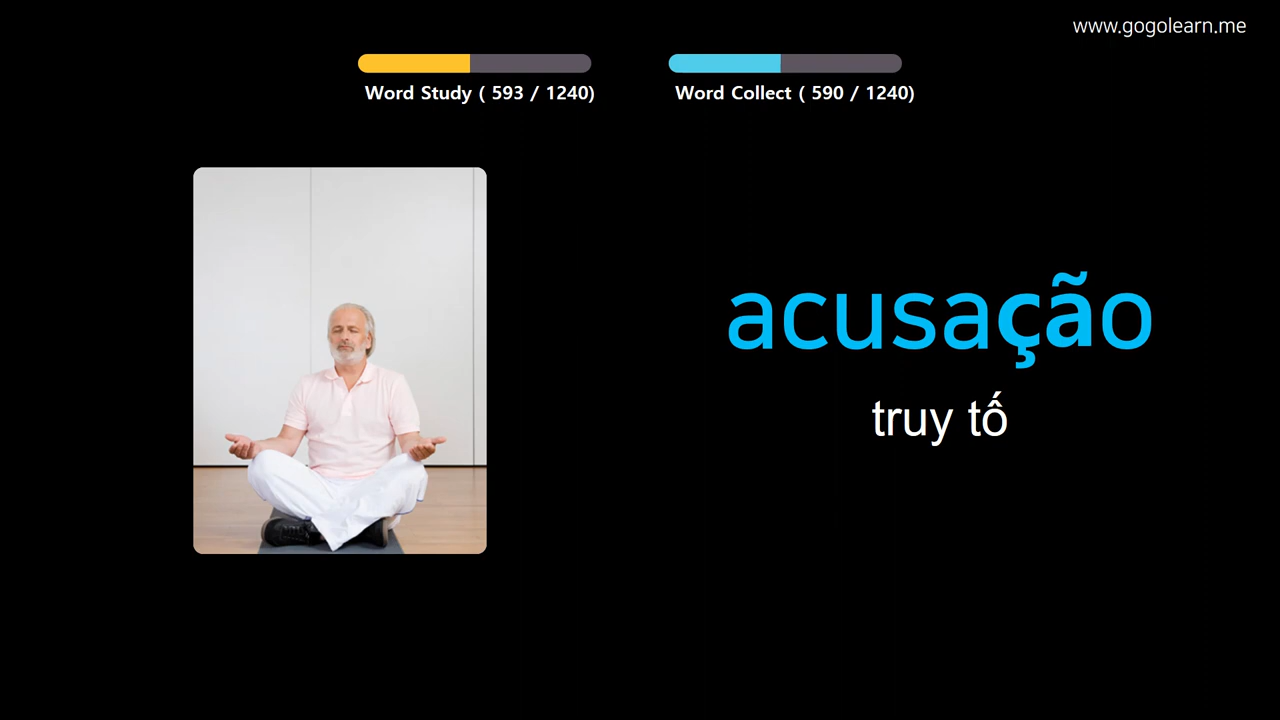 www.gogolearn.me
Word Study ( 593 / 1240)
Word Collect ( 590 / 1240)
acusação
truy tố